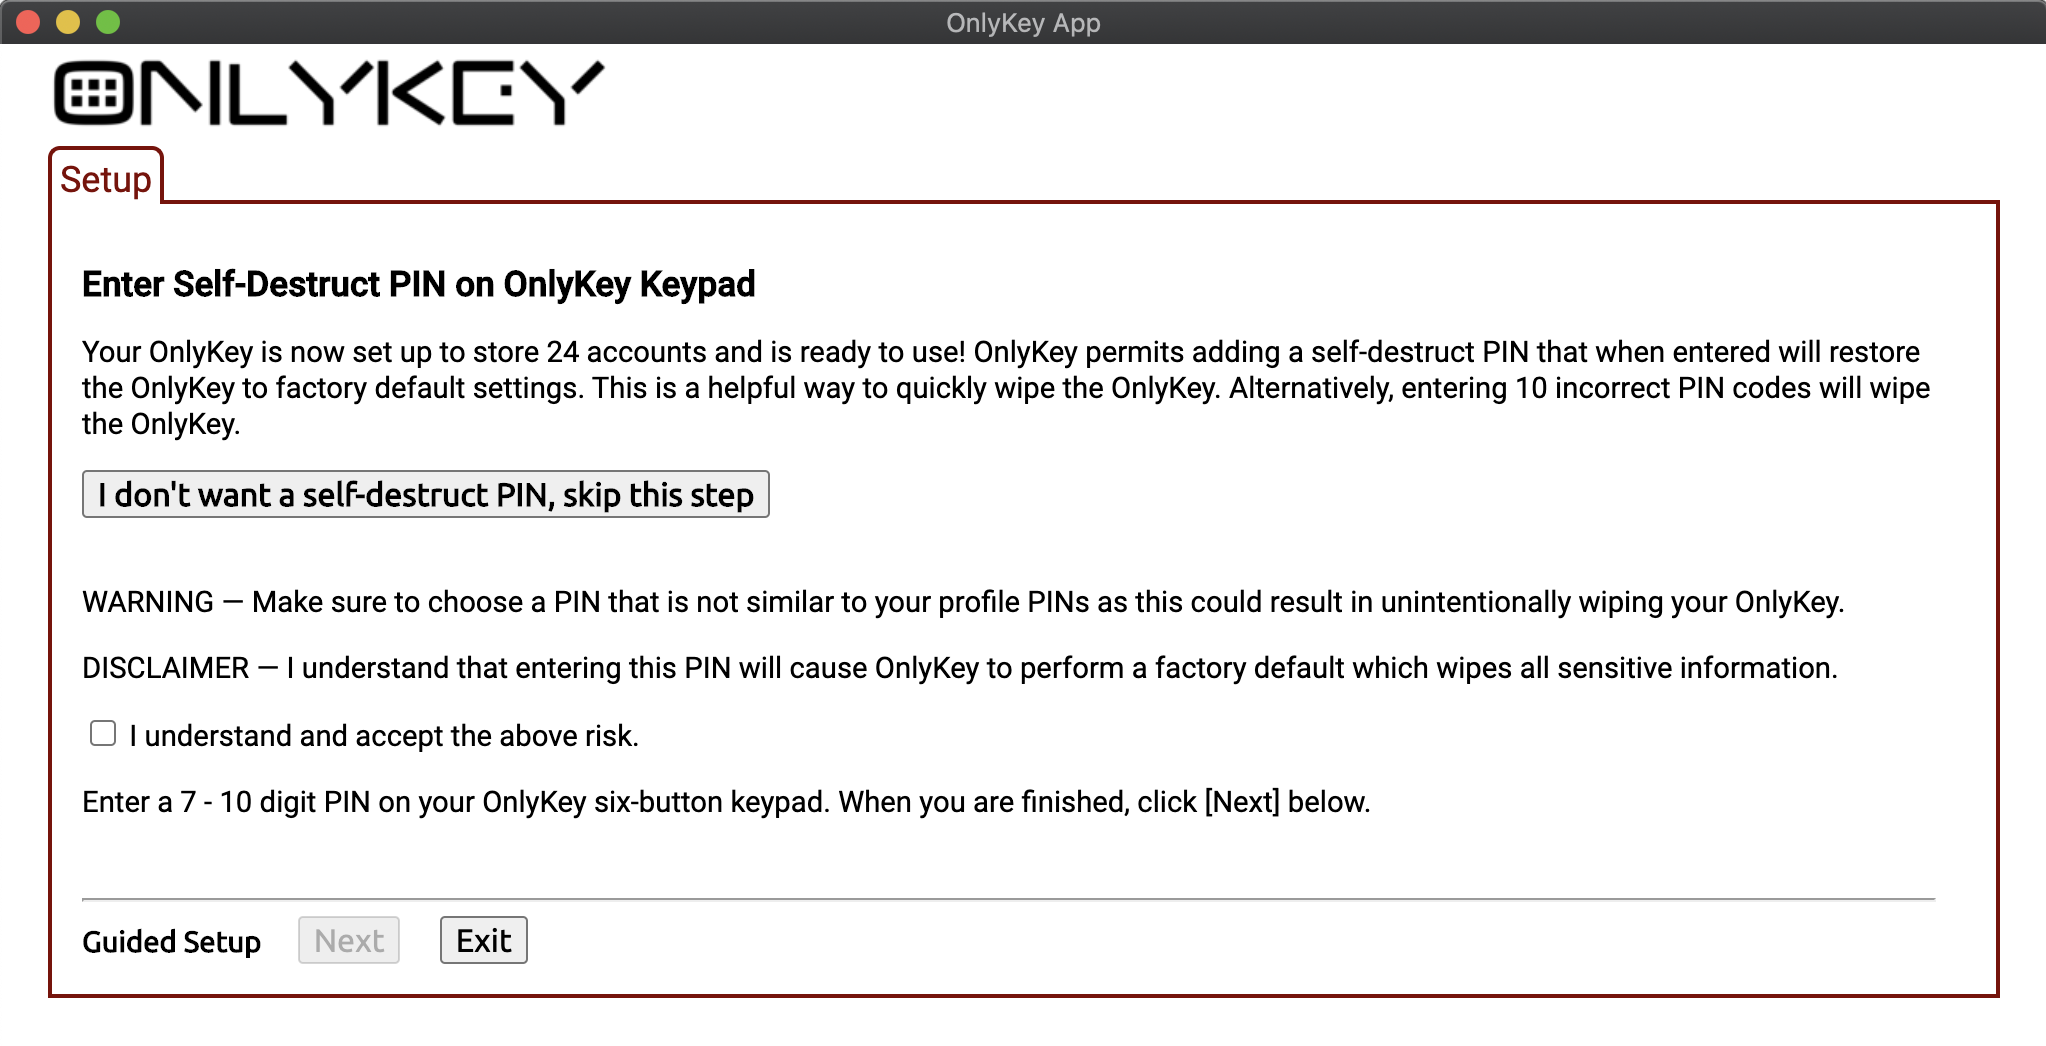 OnlyKey App
ONLYKEY
Setup
Enter Self-Destruct PIN on OnlyKey Keypad
Your OnlyKey is now set up to store 24 accounts and is ready to use! OnlyKey permits adding a self-destruct PIN that when entered will restore
the OnlyKey to factory default settings. This is a helpful way to quickly wipe the OnlyKey. Alternatively, entering 10 incorrect PIN codes will wipe
the OnlyKey.
I don't want a self-destruct PIN, skip this step
WARNING — Make sure to choose a PIN that is not similar to your profile PINs as this could result in unintentionally wiping your OnlyKey.
DISCLAIMER — I understand that entering this PIN will cause OnlyKey to perform a factory default which wipes all sensitive information.
I understand and accept the above risk.
Enter a 7 - 10 digit PIN on your OnlyKey six-button keypad. When you are finished, click [Next] below.
Guided Setup Next Exit